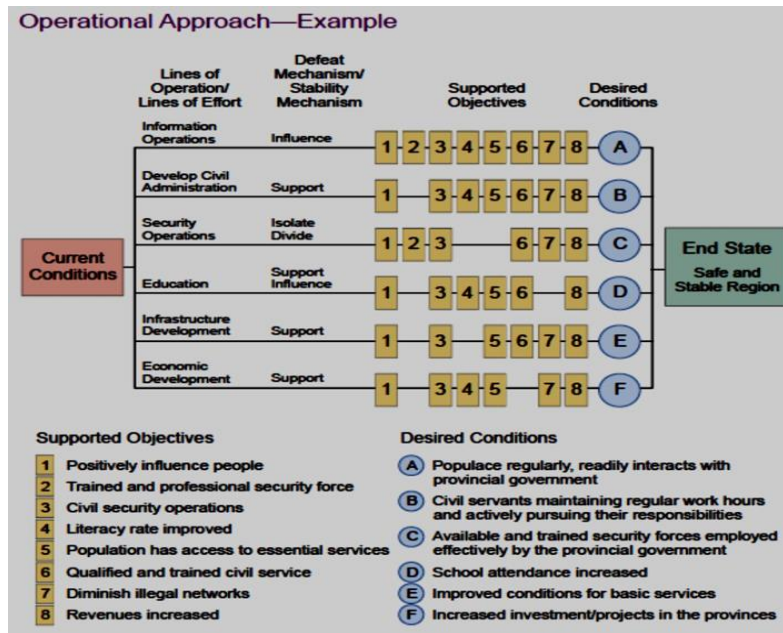 Operational Approach—Example
Lines of
Operation/
Lines of Effort
Defeat
Mechanism/
Stability
Mechanism
Supported
Objectives
Desired
Conditions
Current
Conditions
Information
Operations
Influence
1 2 3 4 5 6 7 8 A
Develop Civil
Administration
Support
1 3 4 5 6 7 8 B
Security
Operations
Isolate
Divide
1 2 3 6 7 8 C
Education
Support
Influence
1 3 4 5 6 8 D
Infrastructure
Development
Support
1 3 5 6 7 8 E
Economic
Development
Support
1 3 4 5 7 8 F
End State
Safe and
Stable Region
Supported Objectives
1 Positively influence people
2 Trained and professional security force
3 Civil security operations
4 Literacy rate improved
5 Population has access to essential services
6 Qualified and trained civil service
7 Diminish illegal networks
8 Revenues increased
Desired Conditions
A Populace regularly, readily interacts with
provincial government
B Civil servants maintaining regular work hours
and actively pursuing their responsibilities
C Available and trained security forces employed
effectively by the provincial government
D School attendance increased
E Improved conditions for basic services
F Increased investment/projects in the provinces